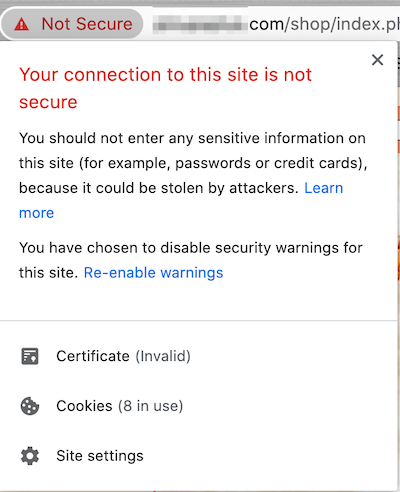 Not Secure com/shop/index.ph
Your connection to this site is not
secure
You should not enter any sensitive information on
this site (for example, passwords or credit cards),
because it could be stolen by attackers. Learn
more
You have chosen to disable security warnings for
this site. Re-enable warnings
Certificate (Invalid)
Cookies (8 in use)
Site settings